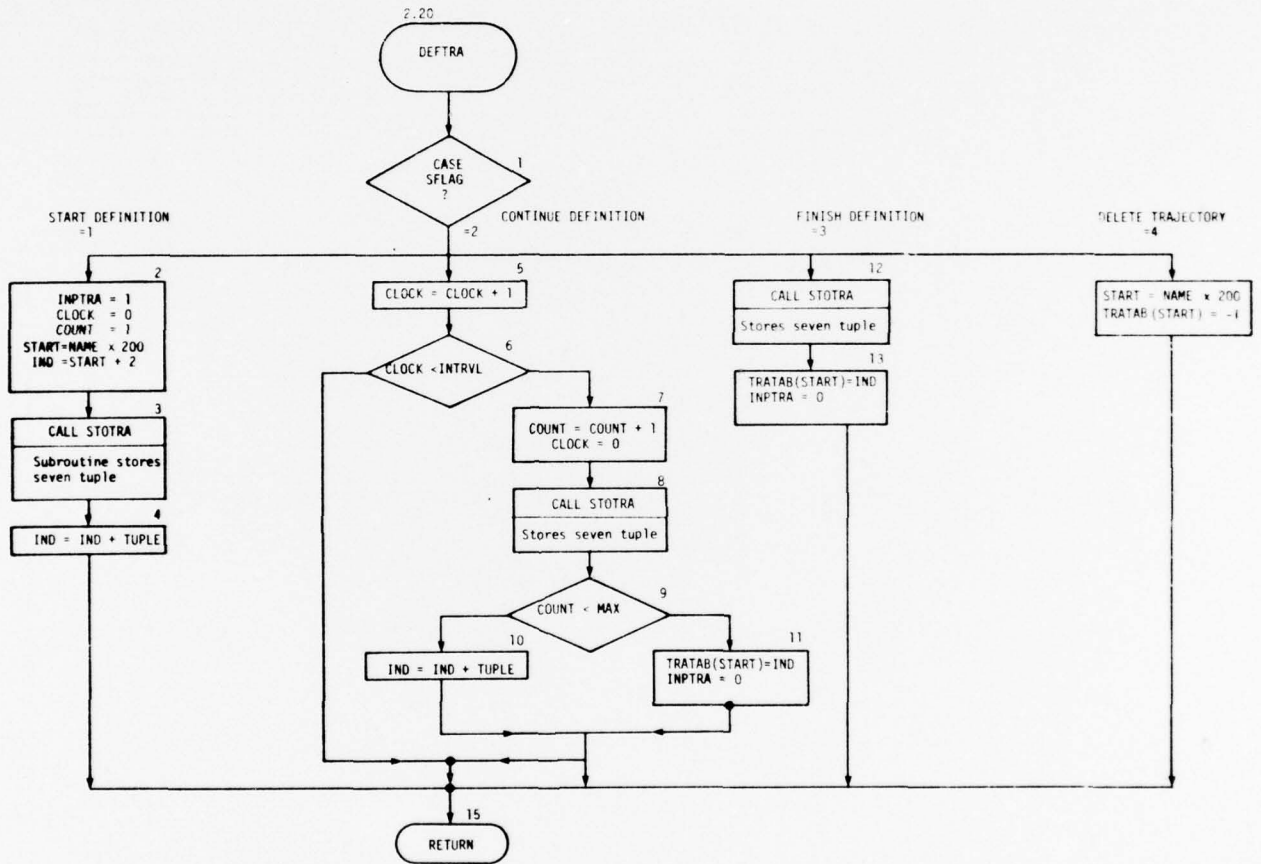 2.20
DEFTRA
1
CASE
SFLAG
?
START DEFINITION
=1
CONTINUE DEFINITION
=2
FINISH DEFINITION
=3
DELETE TRAJECTORY
=4
2
INPTRA = 1
CLOCK = 0
COUNT = 1
START=NAME x 200
IND =START + 2
3
CALL STOTRA
Subroutine stores
seven tuple
4
IND = IND + TUPLE
5
CLOCK = CLOCK + 1
6
CLOCK <INTRVL
7
COUNT = COUNT + 1
CLOCK = 0
8
CALL STOTRA
Stores seven tuple
9
COUNT < MAX
10
IND = IND + TUPLE
11
TRATAB(START)=IND
INPTRA = 0
12
CALL STOTRA
Stores seven tuple
13
TRATAB(START)=IND
INPTRA = 0
START = NAME x 200
TRATAB(START) = -1
15
RETURN